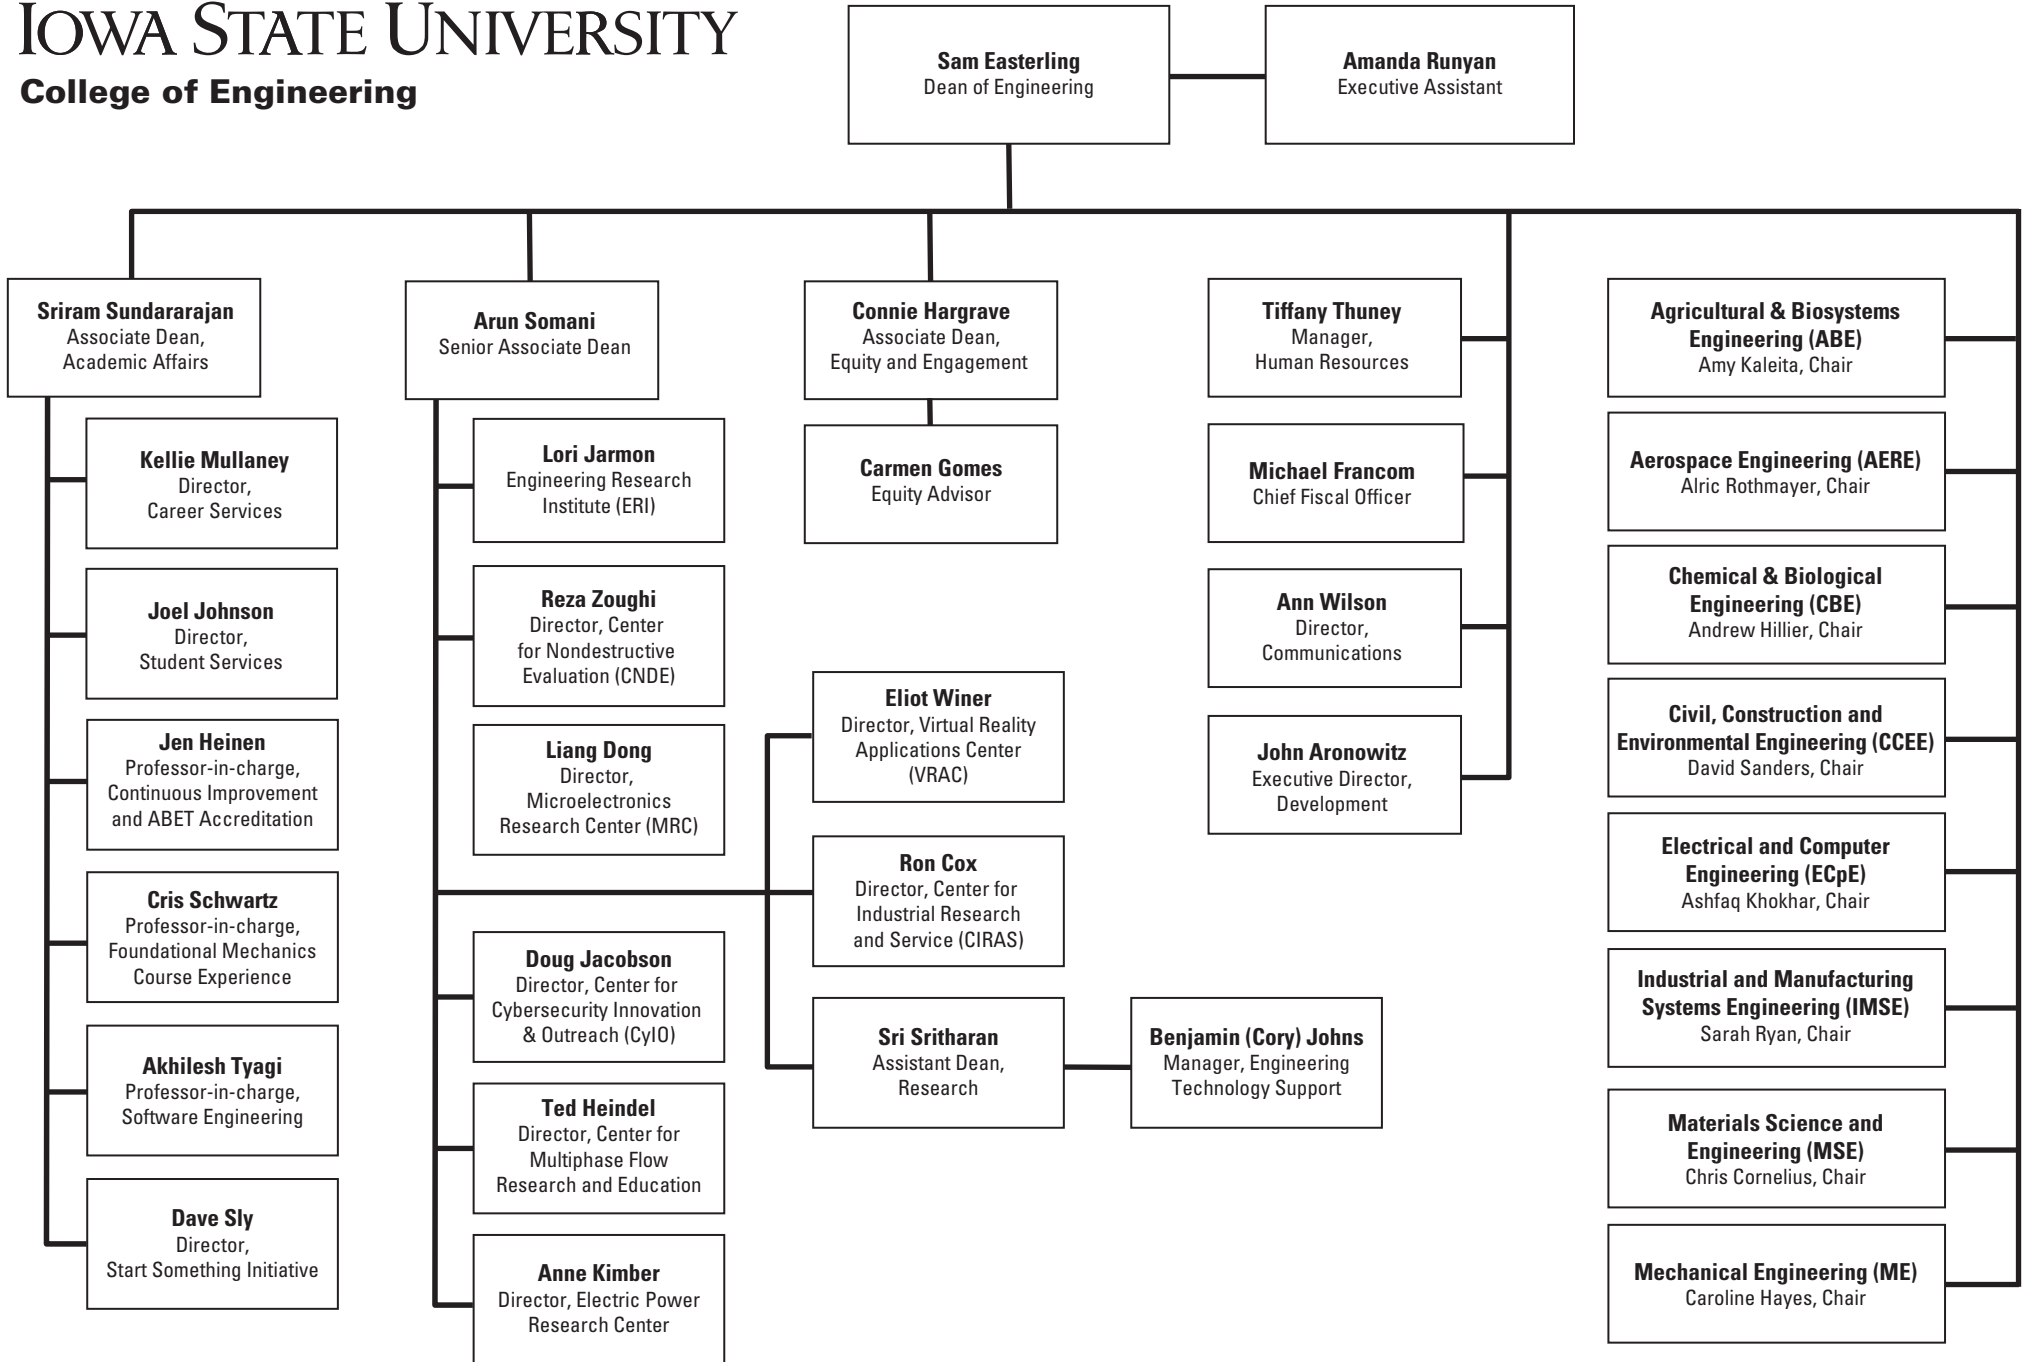 IOWA STATE UNIVERSITY
College of Engineering
Sam Easterling
Dean of Engineering
Amanda Runyan
Executive Assistant
Sriram Sundararajan
Associate Dean,
Academic Affairs
Kellie Mullaney
Director,
Career Services
Joel Johnson
Director,
Student Services
Jen Heinen
Professor-in-charge,
Continuous Improvement
and ABET Accreditation
Cris Schwartz
Professor-in-charge,
Foundational Mechanics
Course Experience
Akhilesh Tyagi
Professor-in-charge,
Software Engineering
Dave Sly
Director,
Start Something Initiative
Arun Somani
Senior Associate Dean
Lori Jarmon
Engineering Research
Institute (ERI)
Reza Zoughi
Director, Center
for Nondestructive
Evaluation (CNDE)
Liang Dong
Director,
Microelectronics
Research Center (MRC)
Doug Jacobson
Director, Center for
Cybersecurity Innovation
& Outreach (CyIO)
Ted Heindel
Director, Center for
Multiphase Flow
Research and Education
Anne Kimber
Director, Electric Power
Research Center
Eliot Winer
Director, Virtual Reality
Applications Center
(VRAC)
Ron Cox
Director, Center for
Industrial Research
and Service (CIRAS)
Sri Sritharan
Assistant Dean,
Research
Benjamin (Cory) Johns
Manager, Engineering
Technology Support
Connie Hargrave
Associate Dean,
Equity and Engagement
Carmen Gomes
Equity Advisor
Tiffany Thuney
Manager,
Human Resources
Michael Francom
Chief Fiscal Officer
Ann Wilson
Director,
Communications
John Aronowitz
Executive Director,
Development
Agricultural & Biosystems
Engineering (ABE)
Amy Kaleita, Chair
Aerospace Engineering (AERE)
Alric Rothmayer, Chair
Chemical & Biological
Engineering (CBE)
Andrew Hillier, Chair
Civil, Construction and
Environmental Engineering (CCEE)
David Sanders, Chair
Electrical and Computer
Engineering (ECpE)
Ashfaq Khokhar, Chair
Industrial and Manufacturing
Systems Engineering (IMSE)
Sarah Ryan, Chair
Materials Science and
Engineering (MSE)
Chris Cornelius, Chair
Mechanical Engineering (ME)
Caroline Hayes, Chair